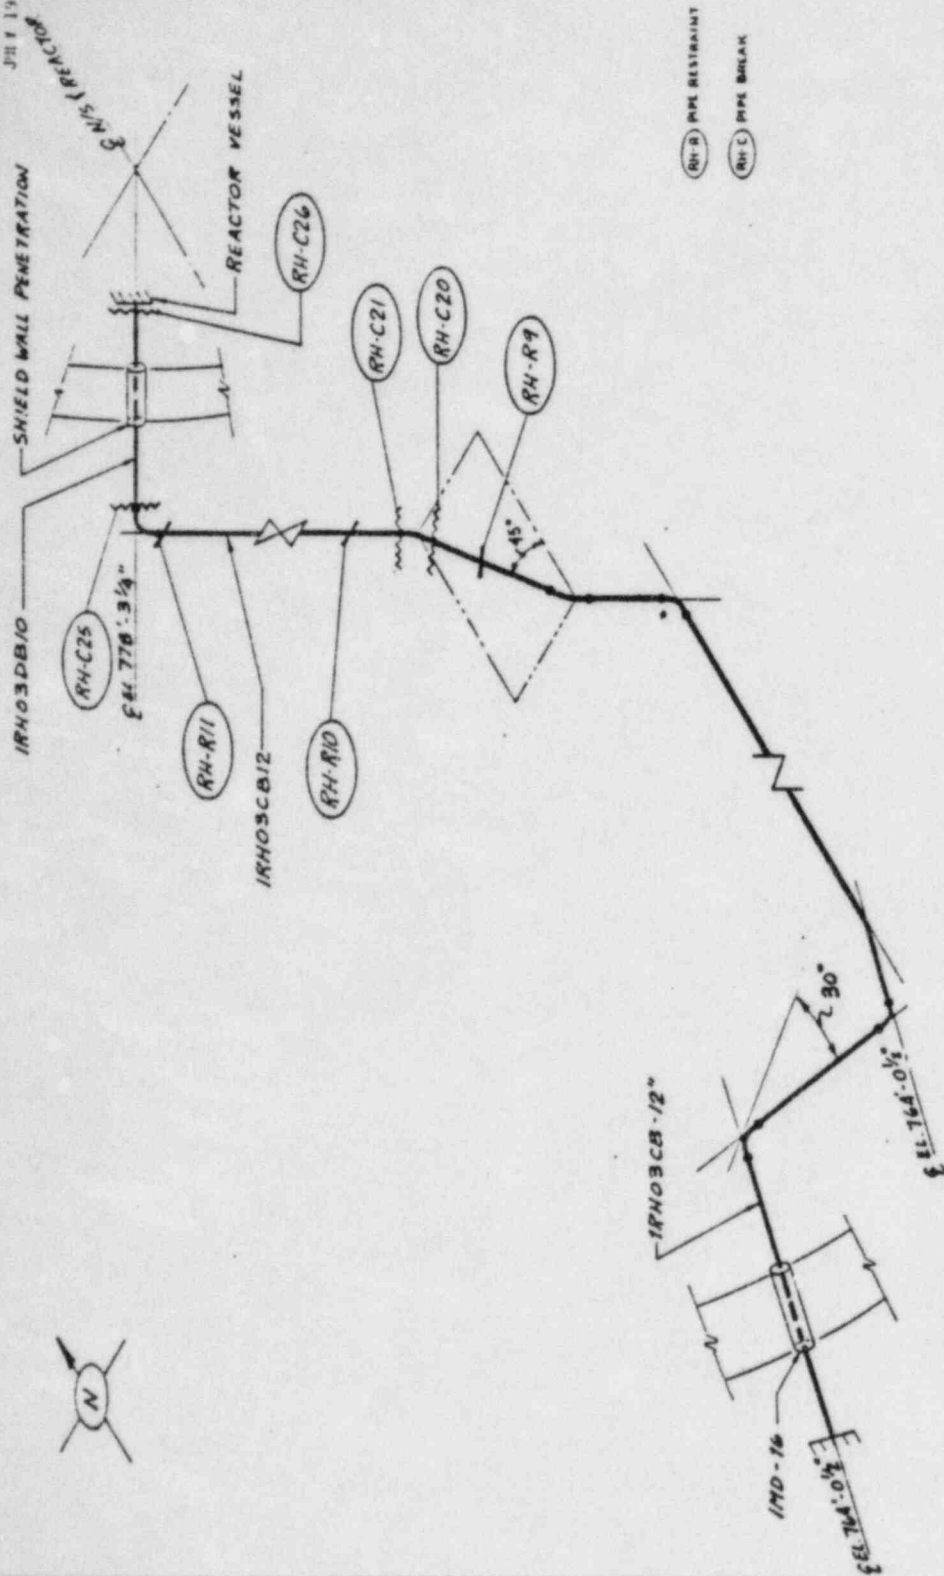 ℄ N/S ℄ REACTOR
SHIELD WALL PENETRATION
REACTOR VESSEL
1RH03DB10
RH-C26
RH-C25
℄ EL 778'-3¼"
RH-C21
RH-C20
RH-R9
RH-R11
1RH03CB12
RH-R10
45°
RH-R PIPE RESTRAINT
RH-C PIPE BREAK
30°
1RH03CB-12"
℄ EL. 764'-0½"
1MD-16
℄ EL 764'-0½"
N